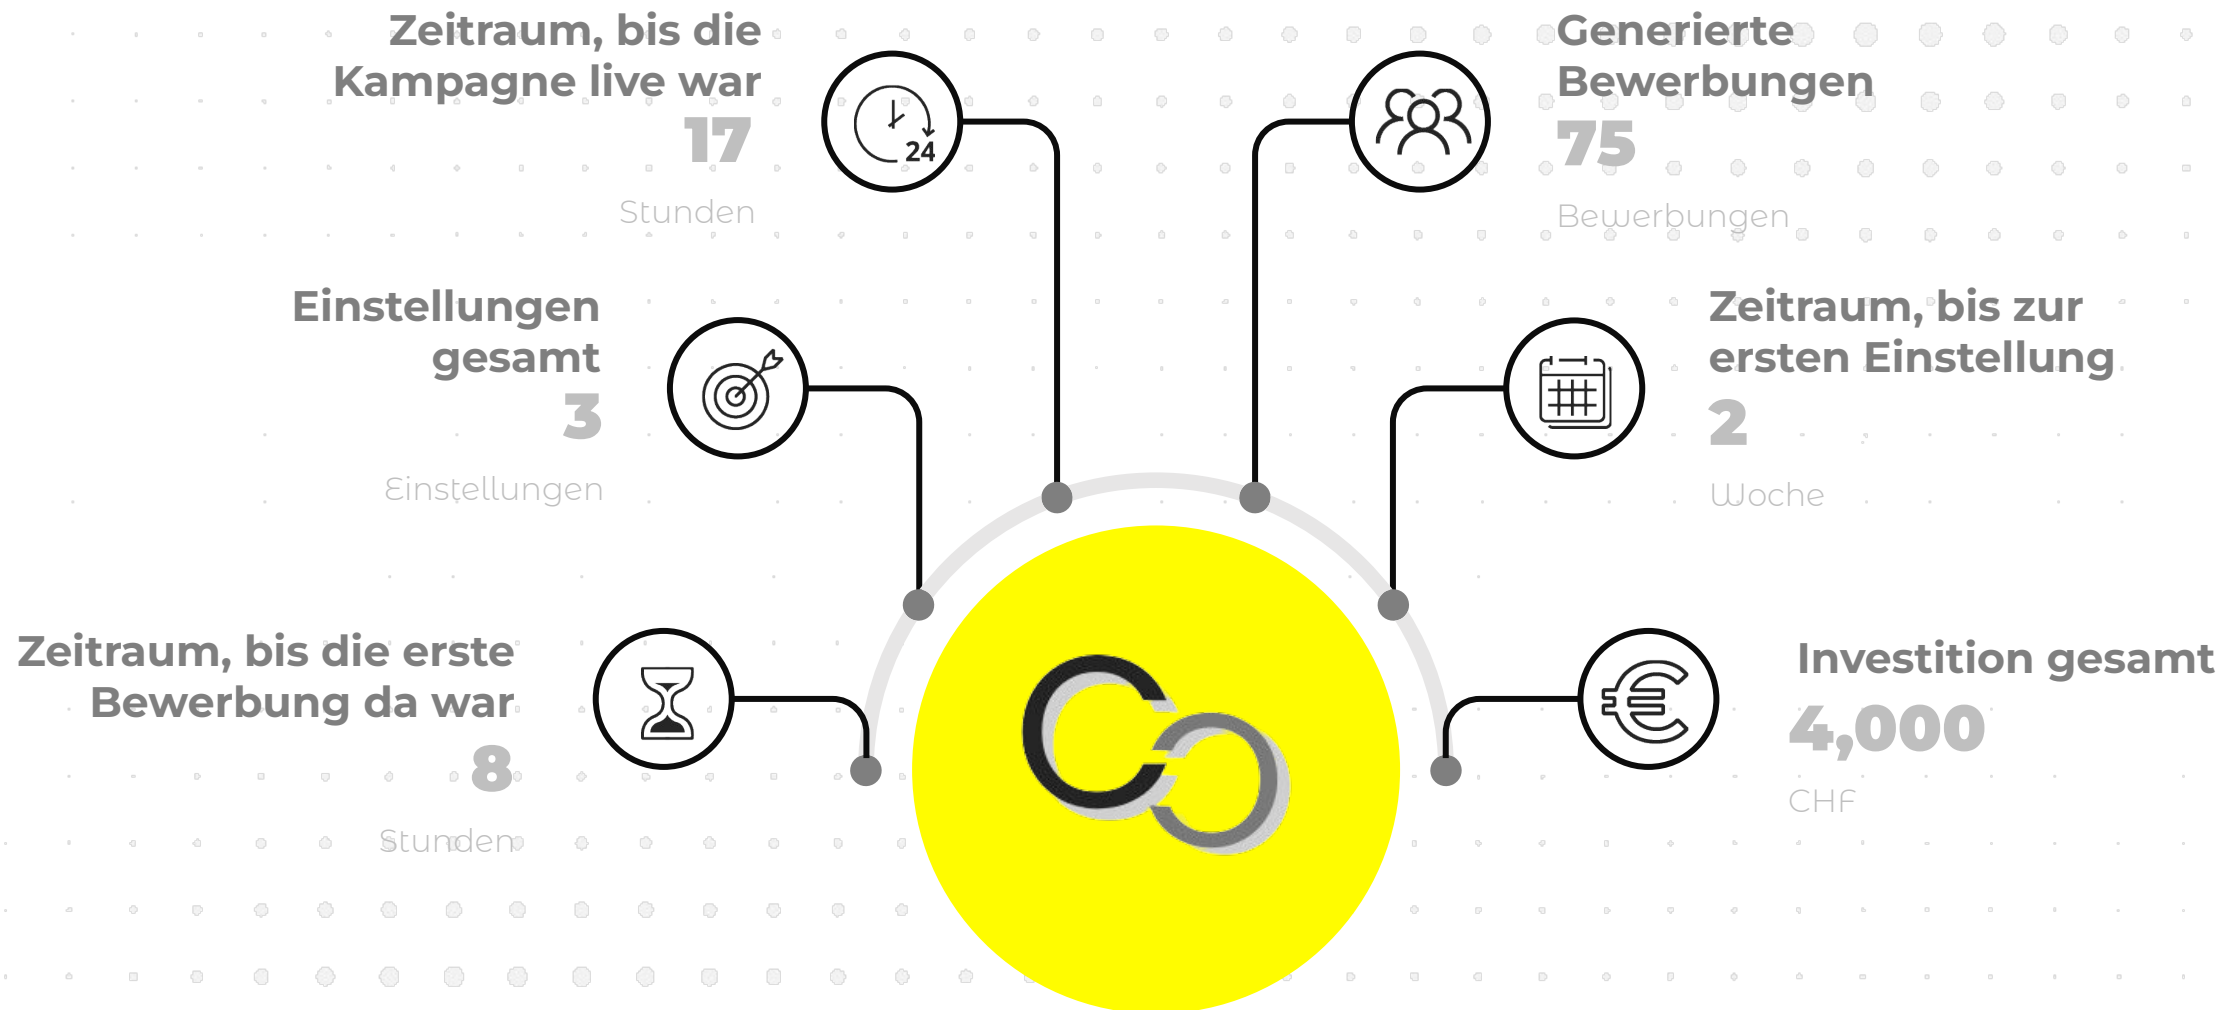 Zeitraum, bis die
Kampagne live war
17
Stunden
24
Generierte
Bewerbungen
75
Bewerbungen
Einstellungen
gesamt
3
Einstellungen
Zeitraum, bis zur
ersten Einstellung
2
Woche
Zeitraum, bis die erste
Bewerbung da war
8
Stunden
€
Investition gesamt
4,000
CHF